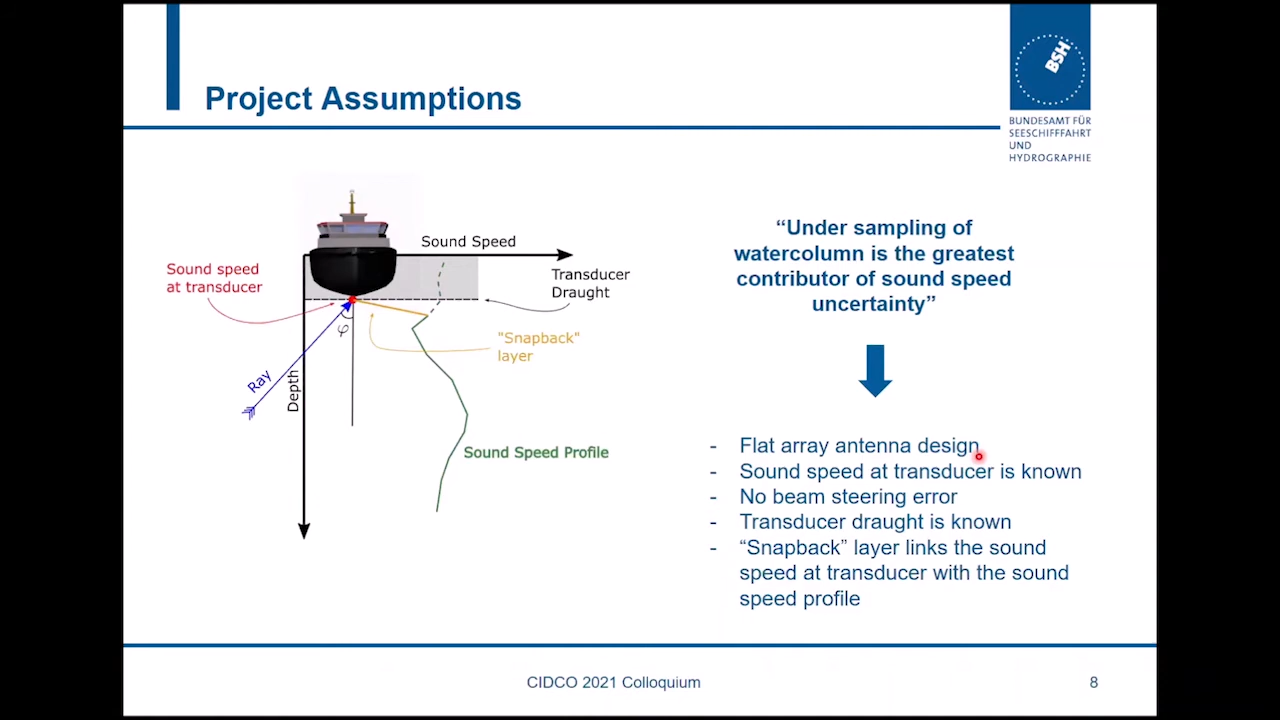 Project Assumptions
BSH
BUNDESAMT FÜR
SEESCHIFFFAHRT
UND
HYDROGRAPHIE
Sound Speed
Sound speed
at transducer
Transducer
Draught
φ
"Snapback"
layer
Ray
Depth
Sound Speed Profile
“Under sampling of
watercolumn is the greatest
contributor of sound speed
uncertainty”
- Flat array antenna design
- Sound speed at transducer is known
- No beam steering error
- Transducer draught is known
- “Snapback” layer links the sound
speed at transducer with the sound
speed profile
CIDCO 2021 Colloquium
8